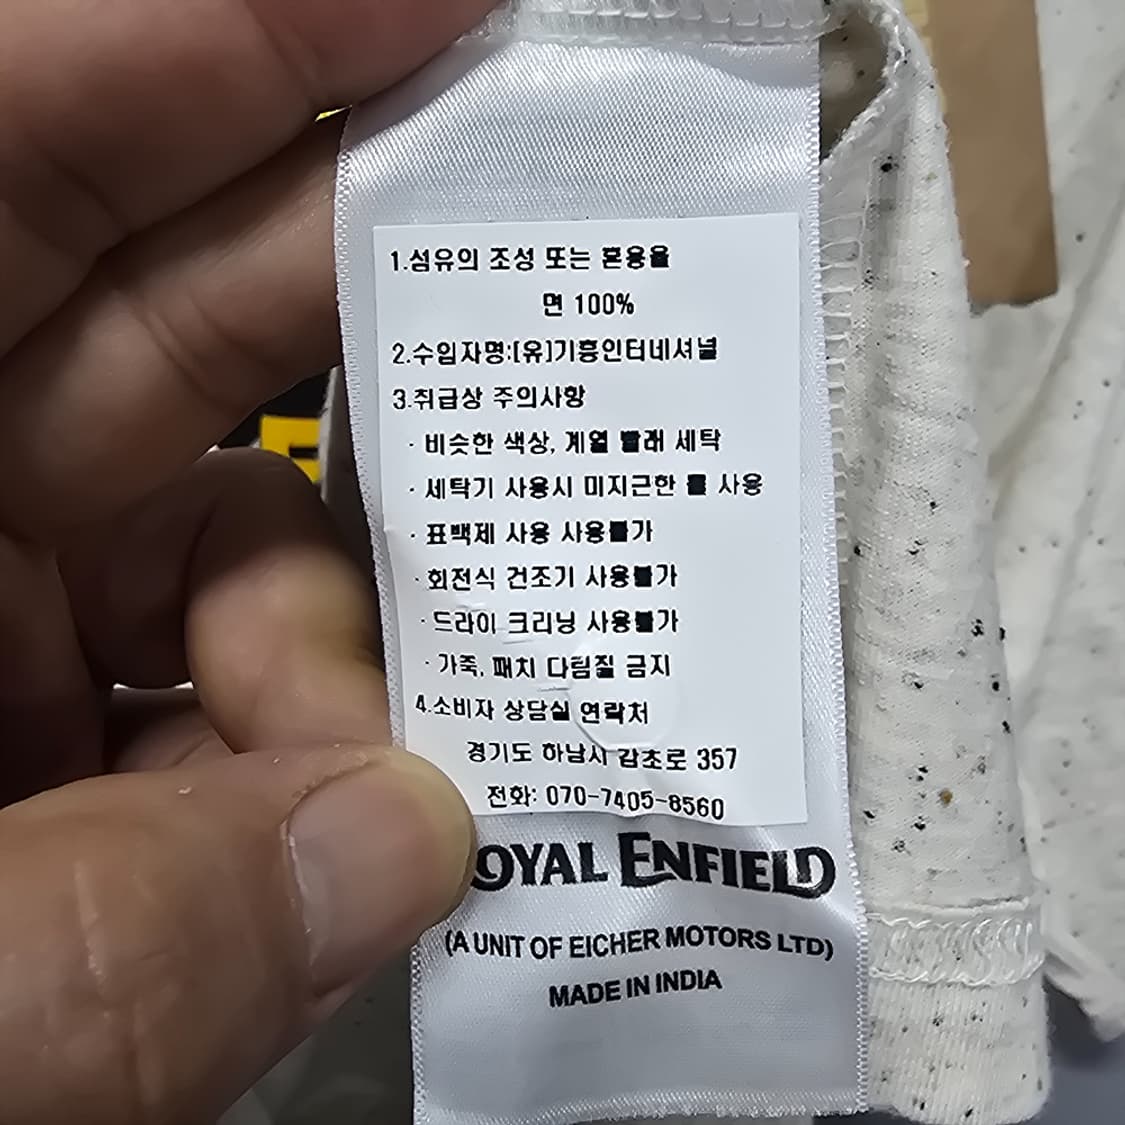 1.섬유의 조성 또는 혼용율
면 100%
2.수입자명:[유]기흥인터네셔널
3.취급상 주의사항
· 비슷한 색상, 계열 빨래 세탁
· 세탁기 사용시 미지근한 물 사용
· 표백제 사용 사용불가
· 회전식 건조기 사용불가
· 드라이 크리닝 사용불가
· 가죽, 패치 다림질 금지
4.소비자 상담실 연락처
경기도 하남시 감초로 357
전화: 070-7405-8560
OYAL ENFIELD
(A UNIT OF EICHER MOTORS LTD)
MADE IN INDIA